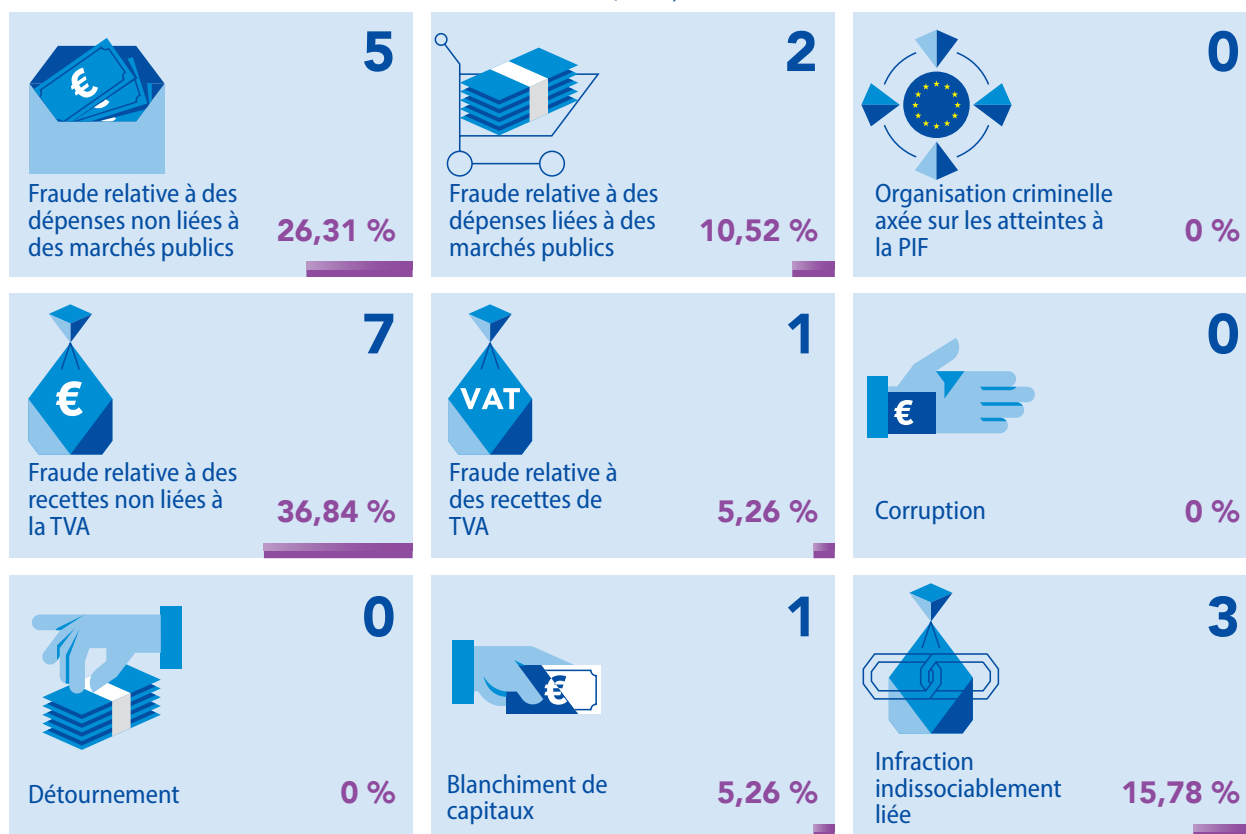 5
€
Fraude relative à des
dépenses non liées à
des marchés publics
26,31 %
2
Fraude relative à des
dépenses liées à des
marchés publics
10,52 %
0
Organisation criminelle
axée sur les atteintes à
la PIF
0 %
7
€
Fraude relative à des
recettes non liées à
la TVA
36,84 %
1
VAT
Fraude relative à
des recettes de
TVA
5,26 %
0
€
Corruption
0 %
0
Détournement
0 %
1
€
Blanchiment de
capitaux
5,26 %
3
Infraction
indissociablement
liée
15,78 %